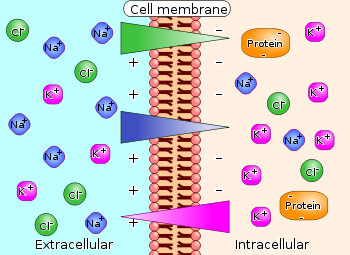 Cell membrane
Cl-
Na+
Na+
-
K+
Protein
-
-
Cl-
+
-
Na+
K+
+
-
K+
Na+
Cl-
Na+
+
-
K+
Na+
K+
Na+
K+
+
-
Cl-
K+
K+
Cl-
+
-
Protein
-
-
Cl-
Na+
+
-
K+
+
-
Extracellular
Intracellular